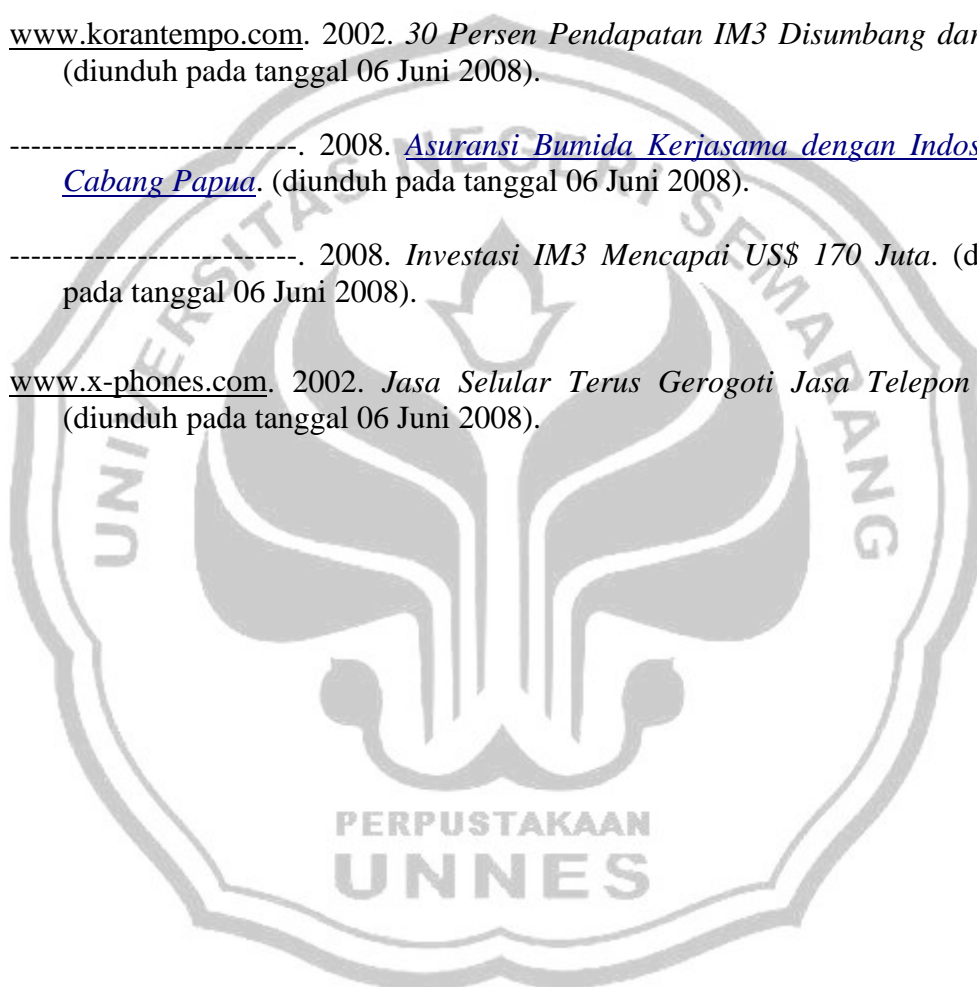 www.korantempo.com. 2002. 30 Persen Pendapatan IM3 Disumbang dar
(diunduh pada tanggal 06 Juni 2008).
---------------------------. 2008. Asuransi Bumida Kerjasama dengan Indos
Cabang Papua. (diunduh pada tanggal 06 Juni 2008).
---------------------------. 2008. Investasi IM3 Mencapai US$ 170 Juta. (d
pada tanggal 06 Juni 2008).
www.x-phones.com. 2002. Jasa Selular Terus Gerogoti Jasa Telepon
(diunduh pada tanggal 06 Juni 2008).
UNIVERSITAS NEGERI SEMARANG
PERPUSTAKAAN
UNNES